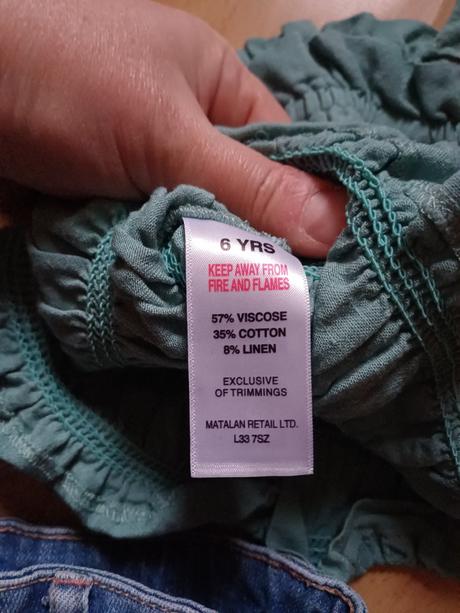 6 YRS
KEEP AWAY FROM
FIRE AND FLAMES
57% VISCOSE
35% COTTON
8% LINEN
EXCLUSIVE
OF TRIMMINGS
MATALAN RETAIL LTD.
L33 7SZ